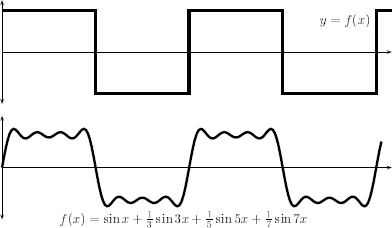 y = f(x)
f(x) = sin x + 1/3 sin 3x + 1/5 sin 5x + 1/7 sin 7x